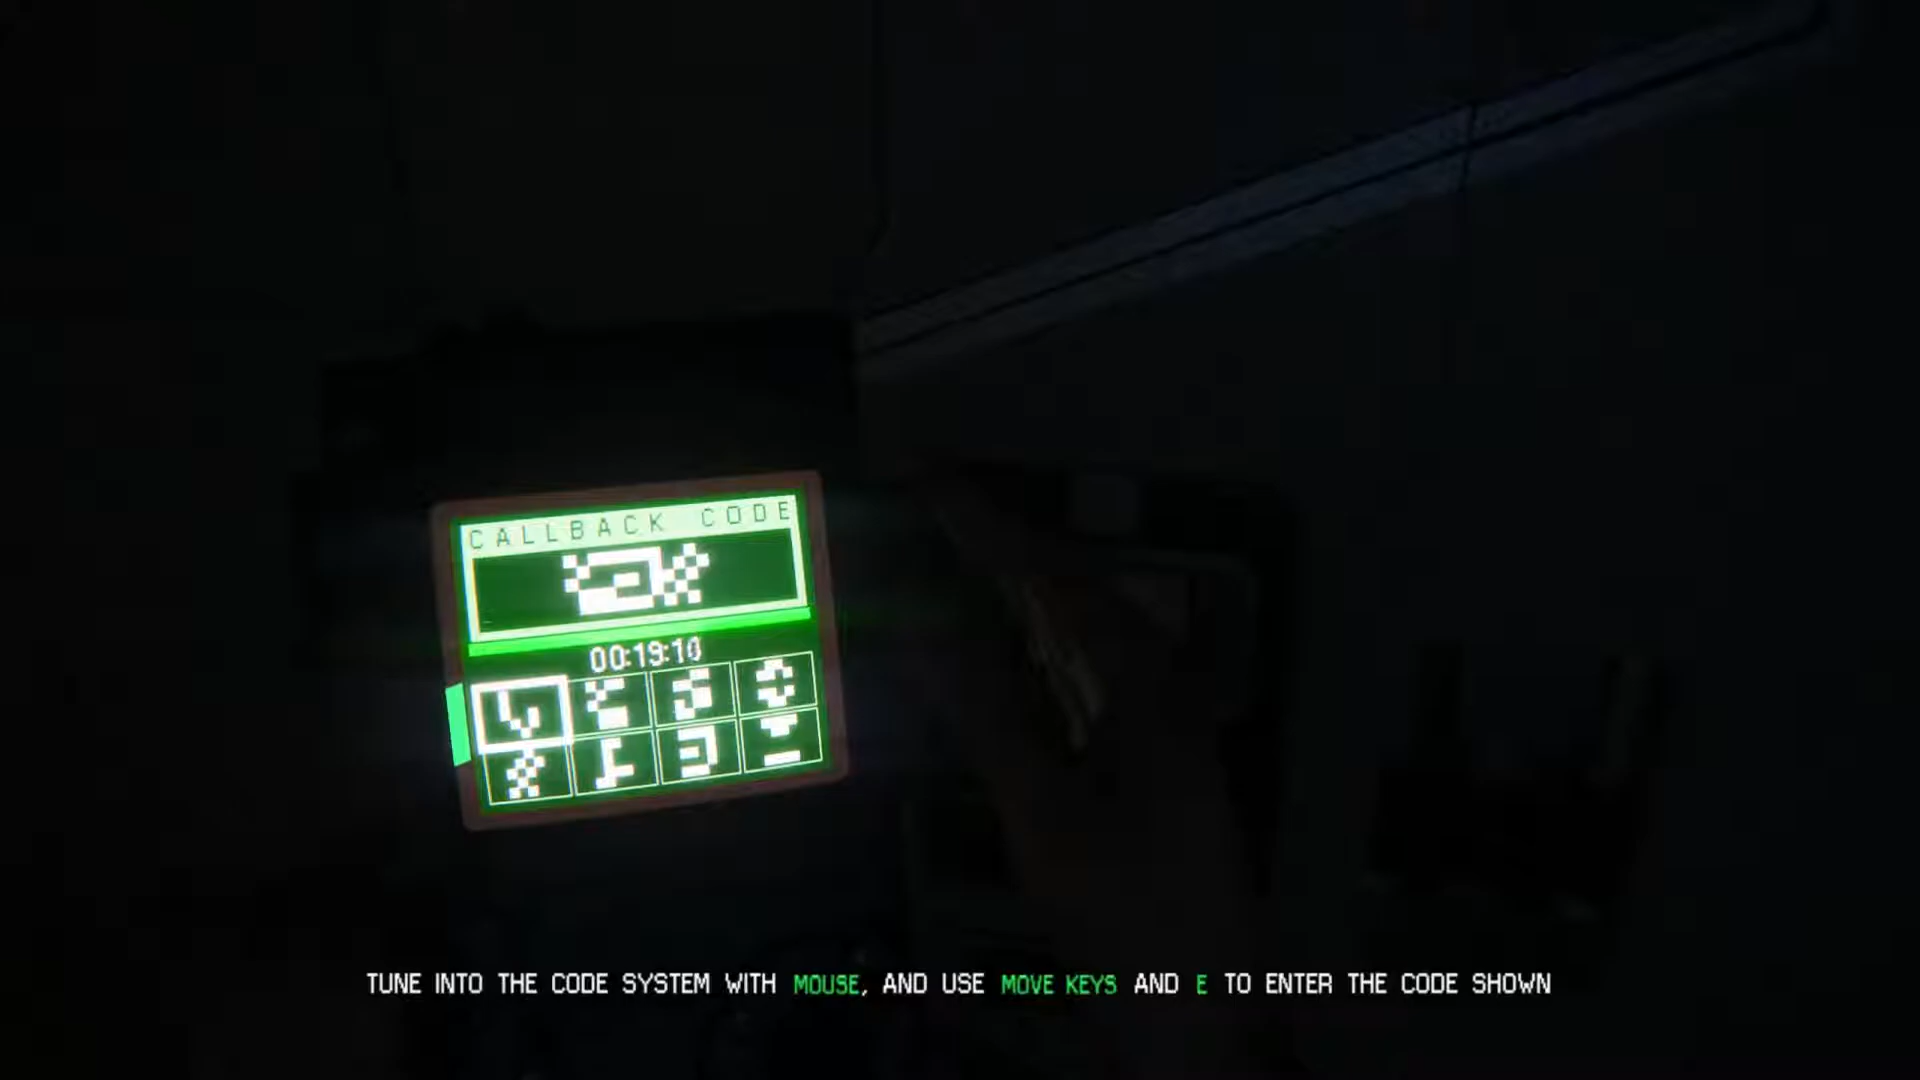 CALLBACK CODE
00:19:10
TUNE INTO THE CODE SYSTEM WITH MOUSE, AND USE MOVE KEYS AND E TO ENTER THE CODE SHOWN